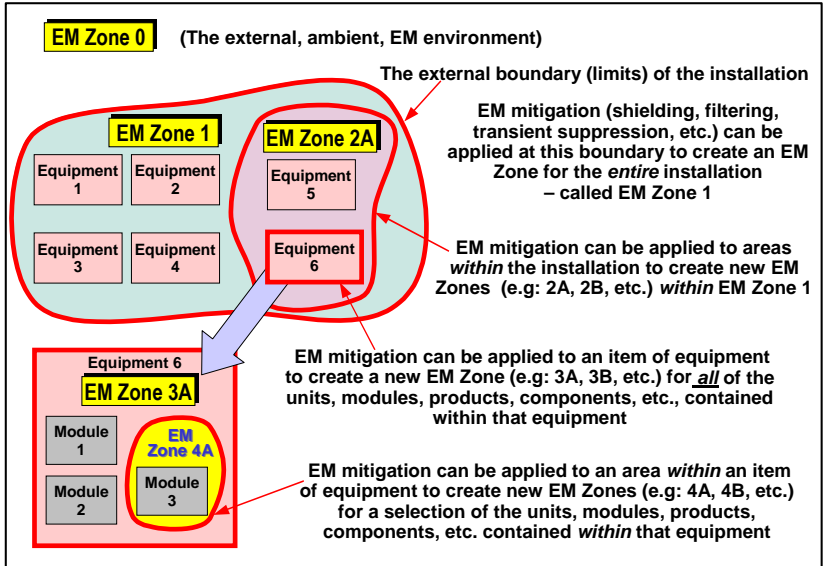 EM Zone 0
(The external, ambient, EM environment)
The external boundary (limits) of the installation
EM mitigation (shielding, filtering,
transient suppression, etc.) can be
applied at this boundary to create an EM
Zone for the entire installation
– called EM Zone 1
EM Zone 1
EM Zone 2A
Equipment
1
Equipment
2
Equipment
5
Equipment
3
Equipment
4
Equipment
6
EM mitigation can be applied to areas
within the installation to create new EM
Zones (e.g: 2A, 2B, etc.) within EM Zone 1
EM mitigation can be applied to an item of equipment
to create a new EM Zone (e.g: 3A, 3B, etc.) for all of the
units, modules, products, components, etc., contained
within that equipment
Equipment 6
EM Zone 3A
Module
1
EM
Zone 4A
Module
2
Module
3
EM mitigation can be applied to an area within an item
of equipment to create new EM Zones (e.g: 4A, 4B, etc.)
for a selection of the units, modules, products,
components, etc. contained within that equipment